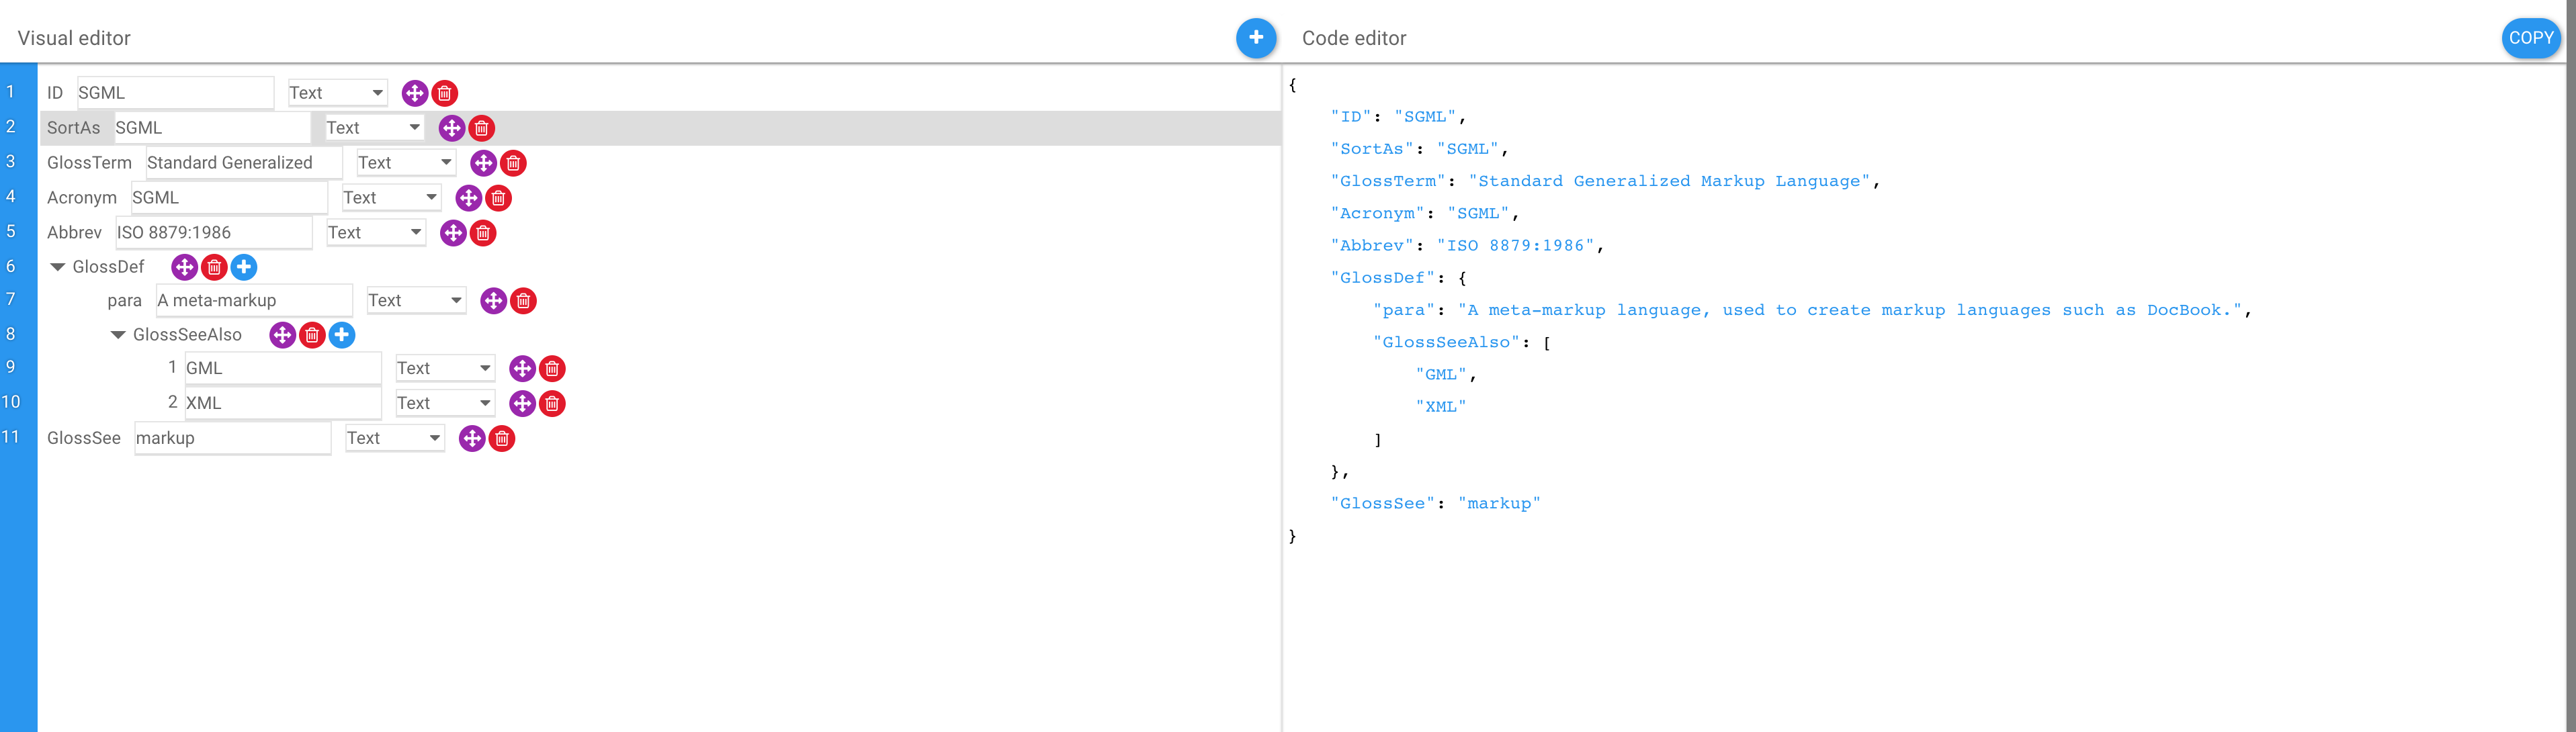 Visual editor
1 ID SGML Text
2 SortAs SGML Text
3 GlossTerm Standard Generalized Text
4 Acronym SGML Text
5 Abbrev ISO 8879:1986 Text
6 GlossDef
7 para A meta-markup Text
8 GlossSeeAlso
9 1 GML Text
10 2 XML Text
11 GlossSee markup Text
Code editor COPY
{
"ID": "SGML",
"SortAs": "SGML",
"GlossTerm": "Standard Generalized Markup Language",
"Acronym": "SGML",
"Abbrev": "ISO 8879:1986",
"GlossDef": {
"para": "A meta-markup language, used to create markup languages such as DocBook.",
"GlossSeeAlso": [
"GML",
"XML"
]
},
"GlossSee": "markup"
}